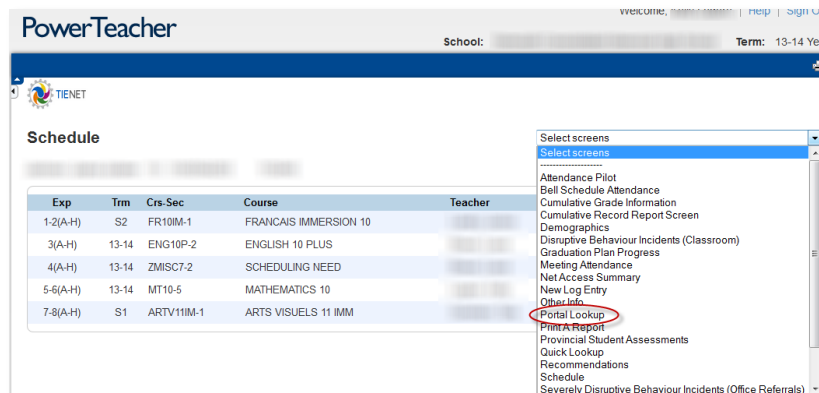 Welcome, | Help | Sign O
PowerTeacher
School: Term: 13-14 Ye
TIENET
Schedule
Select screens
Select screens
--------------------
Attendance Pilot
Bell Schedule Attendance
Cumulative Grade Information
Cumulative Record Report Screen
Demographics
Disruptive Behaviour Incidents (Classroom)
Graduation Plan Progress
Meeting Attendance
Net Access Summary
New Log Entry
Other Info
Portal Lookup
Print A Report
Provincial Student Assessments
Quick Lookup
Recommendations
Schedule
Severely Disruptive Behaviour Incidents (Office Referrals)
Exp Trm Crs-Sec Course Teacher
1-2(A-H) S2 FR10IM-1 FRANCAIS IMMERSION 10
3(A-H) 13-14 ENG10P-2 ENGLISH 10 PLUS
4(A-H) 13-14 ZMISC7-2 SCHEDULING NEED
5-6(A-H) 13-14 MT10-5 MATHEMATICS 10
7-8(A-H) S1 ARTV11IM-1 ARTS VISUELS 11 IMM